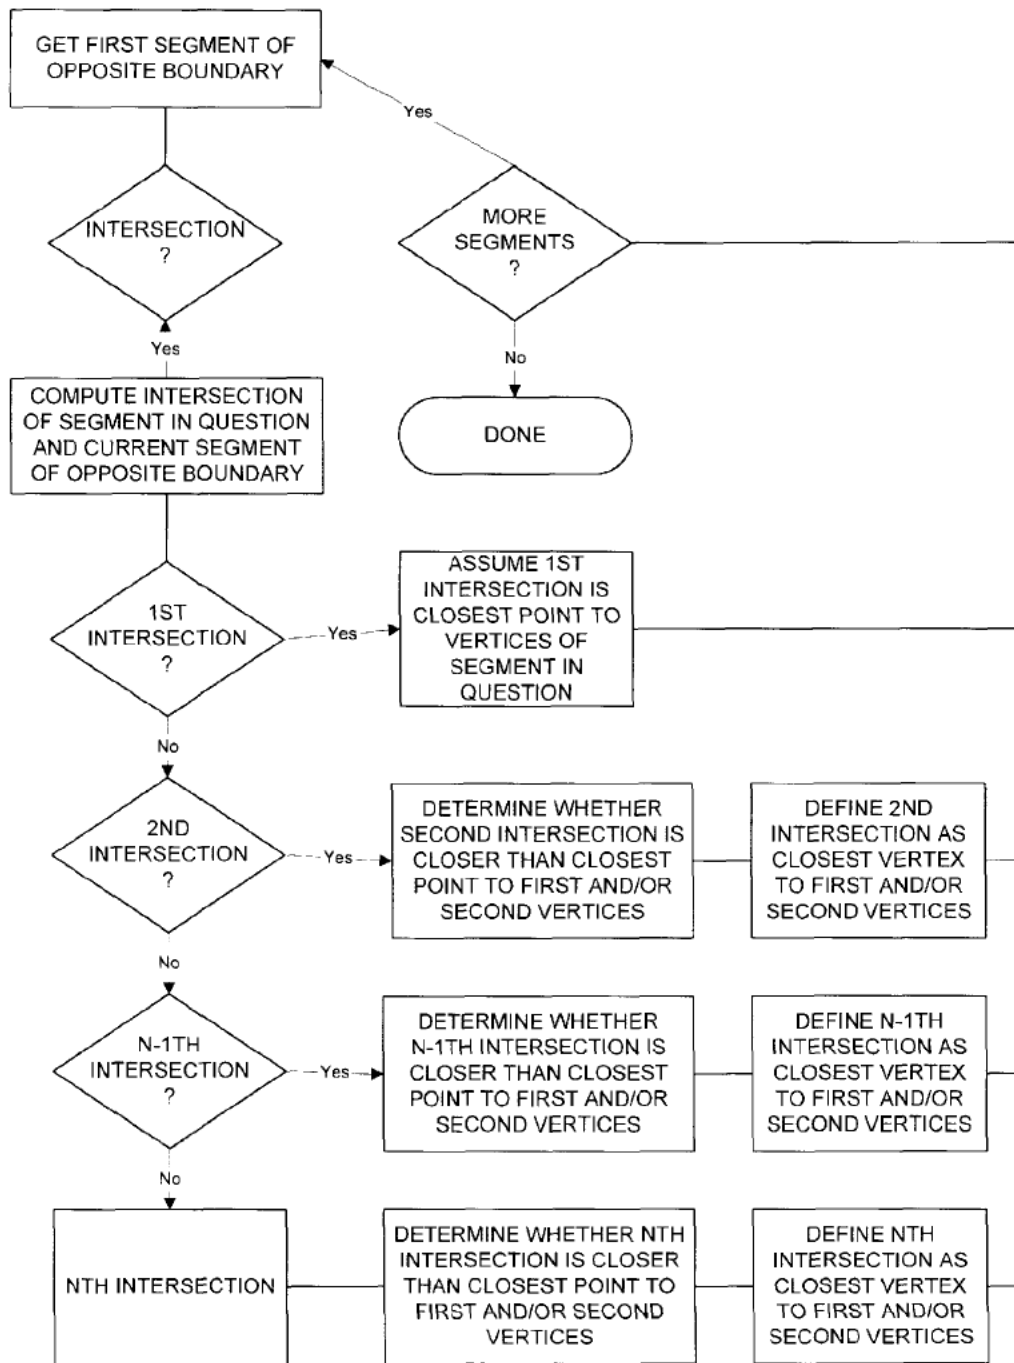 GET FIRST SEGMENT OF
OPPOSITE BOUNDARY
Yes
INTERSECTION
?
MORE
SEGMENTS
?
Yes
No
COMPUTE INTERSECTION
OF SEGMENT IN QUESTION
AND CURRENT SEGMENT
OF OPPOSITE BOUNDARY
DONE
1ST
INTERSECTION
?
Yes
ASSUME 1ST
INTERSECTION IS
CLOSEST POINT TO
VERTICES OF
SEGMENT IN
QUESTION
No
2ND
INTERSECTION
?
Yes
DETERMINE WHETHER
SECOND INTERSECTION IS
CLOSER THAN CLOSEST
POINT TO FIRST AND/OR
SECOND VERTICES
DEFINE 2ND
INTERSECTION AS
CLOSEST VERTEX
TO FIRST AND/OR
SECOND VERTICES
No
N-1TH
INTERSECTION
?
Yes
DETERMINE WHETHER
N-1TH INTERSECTION IS
CLOSER THAN CLOSEST
POINT TO FIRST AND/OR
SECOND VERTICES
DEFINE N-1TH
INTERSECTION AS
CLOSEST VERTEX
TO FIRST AND/OR
SECOND VERTICES
No
NTH INTERSECTION
DETERMINE WHETHER NTH
INTERSECTION IS CLOSER
THAN CLOSEST POINT TO
FIRST AND/OR SECOND
VERTICES
DEFINE NTH
INTERSECTION AS
CLOSEST VERTEX
TO FIRST AND/OR
SECOND VERTICES